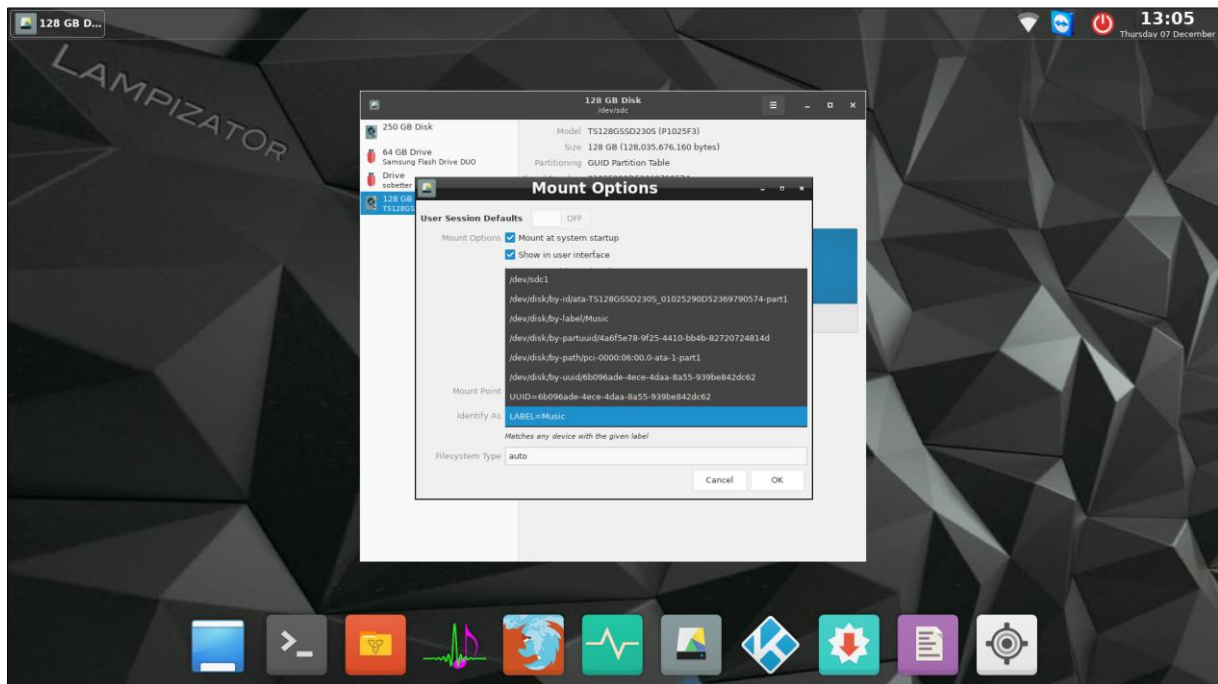 128 GB D...
13:05
Thursday 07 December
LAMPIZATOR
128 GB Disk
/dev/sdc
250 GB Disk
64 GB Drive
Samsung Flash Drive DUO
Drive
sobetter
128 GB
TS128GS
Model TS128GSSD230S (P1025F3)
Size 128 GB (128,035,676,160 bytes)
Partitioning GUID Partition Table
Mount Options
User Session Defaults OFF
Mount Options Mount at system startup
Show in user interface
/dev/sdc1
/dev/disk/by-id/ata-TS128GSSD230S_01025290D52369790574-part1
/dev/disk/by-label/Music
/dev/disk/by-partuuid/4a6f5e78-9f25-4410-bb4b-82720724814d
/dev/disk/by-path/pci-0000:06:00.0-ata-1-part1
/dev/disk/by-uuid/6b096ade-4ece-4daa-8a55-939be842dc62
Mount Point
UUID=6b096ade-4ece-4daa-8a55-939be842dc62
Identify As LABEL=Music
Matches any device with the given label
Filesystem Type auto
Cancel OK